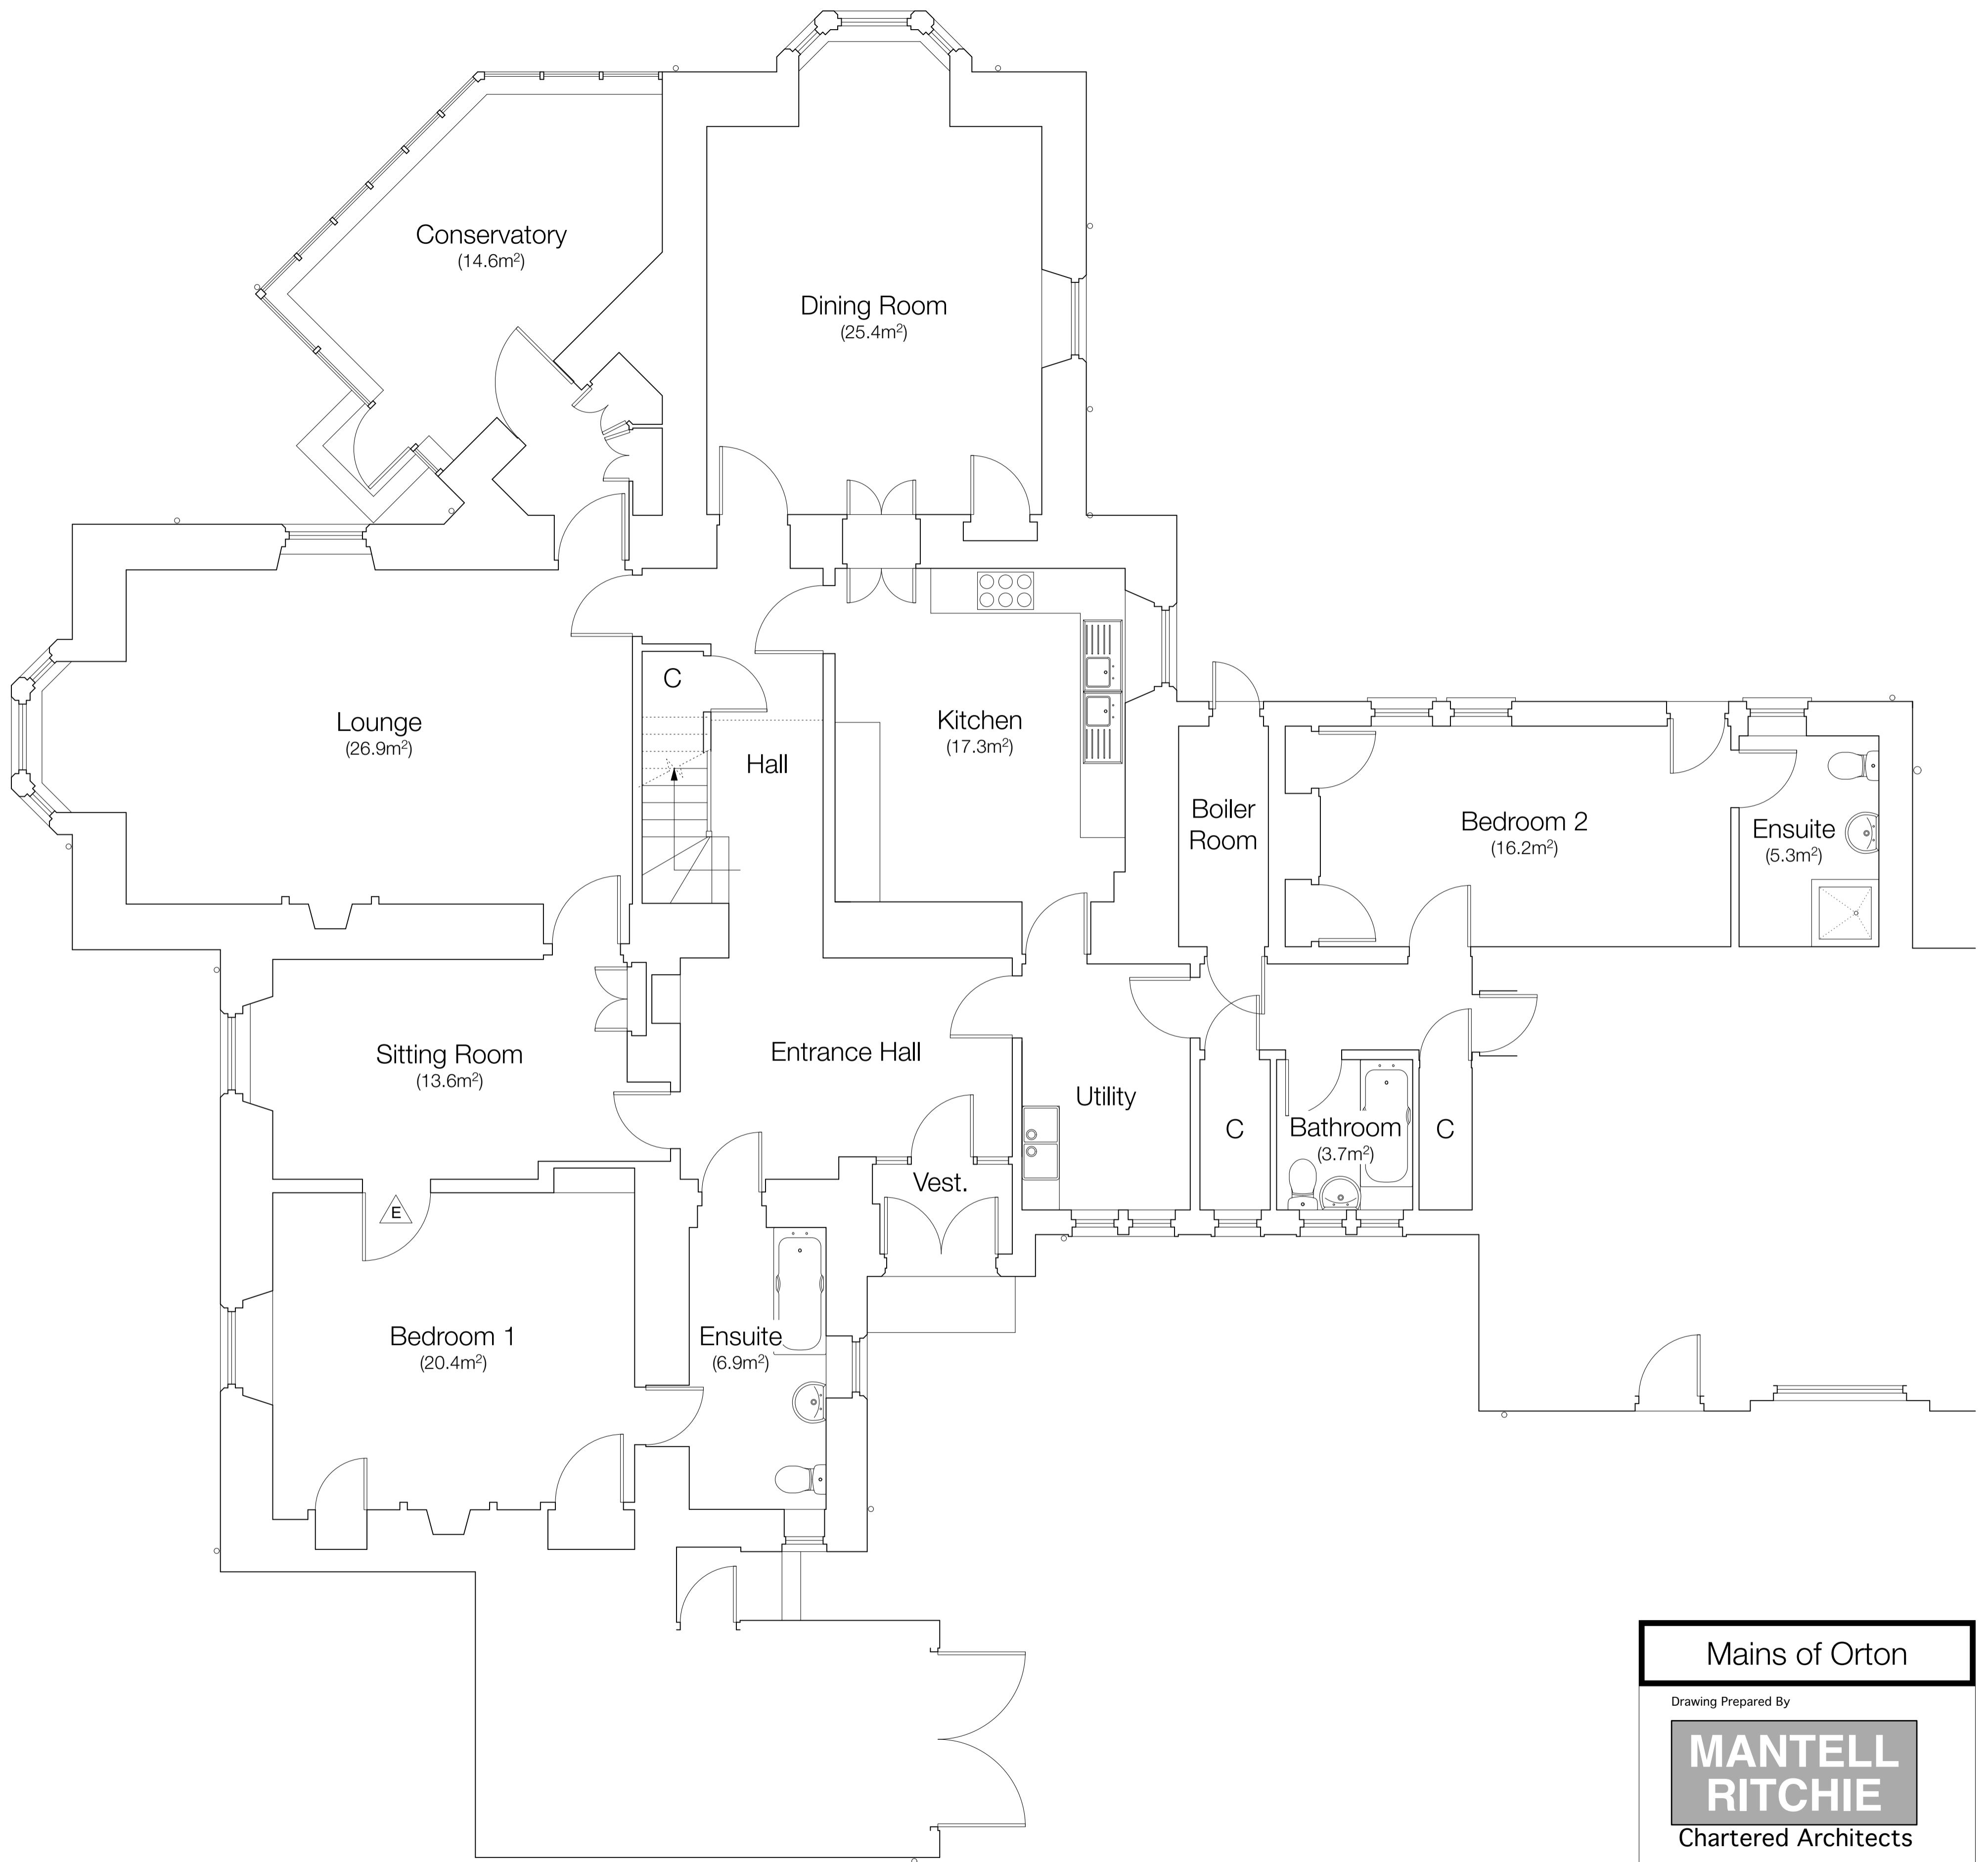 Conservatory
(14.6m²)
Dining Room
(25.4m²)
Lounge
(26.9m²)
C
Hall
Kitchen
(17.3m²)
Boiler
Room
Bedroom 2
(16.2m²)
Ensuite
(5.3m²)
Sitting Room
(13.6m²)
Entrance Hall
Utility
C
Bathroom
(3.7m²)
C
Vest.
E
Bedroom 1
(20.4m²)
Ensuite
(6.9m²)
Mains of Orton
Drawing Prepared By
MANTELL
RITCHIE
Chartered Architects